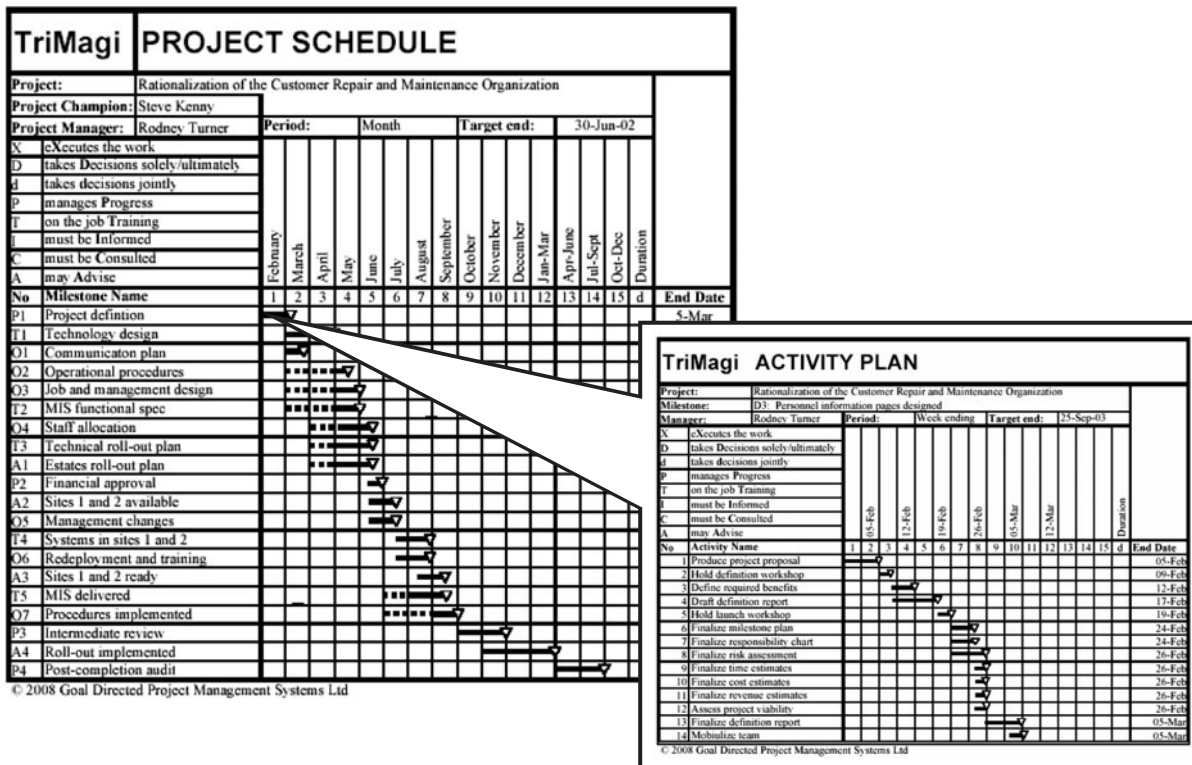 TriMagi PROJECT SCHEDULE
Project: Rationalization of the Customer Repair and Maintenance Organization
Project Champion: Steve Kenny
Project Manager: Rodney Turner Period: Month Target end: 30-Jun-02
X eXecutes the work
D takes Decisions solely/ultimately
d takes decisions jointly
P manages Progress
T on the job Training
I must be Informed
C must be Consulted
A may Advise
February
March
April
May
June
July
August
September
October
November
December
Jan-Mar
Apr-June
Jul-Sept
Oct-Dec
Duration
No Milestone Name 1 2 3 4 5 6 7 8 9 10 11 12 13 14 15 d End Date
P1 Project defintion 5-Mar
T1 Technology design
O1 Communicaton plan
O2 Operational procedures
O3 Job and management design
T2 MIS functional spec
O4 Staff allocation
T3 Technical roll-out plan
A1 Estates roll-out plan
P2 Financial approval
A2 Sites 1 and 2 available
O5 Management changes
T4 Systems in sites 1 and 2
O6 Redeployment and training
A3 Sites 1 and 2 ready
T5 MIS delivered
O7 Procedures implemented
P3 Intermediate review
A4 Roll-out implemented
P4 Post-completion audit
© 2008 Goal Directed Project Management Systems Ltd
TriMagi ACTIVITY PLAN
Project: Rationalization of the Customer Repair and Maintenance Organization
Milestone: D3: Personnel information pages designed
Manager: Rodney Turner Period: Week ending Target end: 25-Sep-03
X eXecutes the work
D takes Decisions solely/ultimately
d takes decisions jointly
P manages Progress
T on the job Training
I must be Informed
C must be Consulted
A may Advise
05-Feb
12-Feb
19-Feb
26-Feb
05-Mar
12-Mar
Duration
No Activity Name 1 2 3 4 5 6 7 8 9 10 11 12 13 14 15 d End Date
1 Produce project proposal 05-Feb
2 Hold definition workshop 09-Feb
3 Define required benefits 12-Feb
4 Draft definition report 17-Feb
5 Hold launch workshop 19-Feb
6 Finalize milestone plan 24-Feb
7 Finalize responsibility chart 24-Feb
8 Finalize risk assessment 26-Feb
9 Finalize time estimates 26-Feb
10 Finalize cost estimates 26-Feb
11 Finalize revenue estimates 26-Feb
12 Assess project viability 26-Feb
13 Finalize definition report 05-Mar
14 Mobiulize team 05-Mar
© 2008 Goal Directed Project Management Systems Ltd